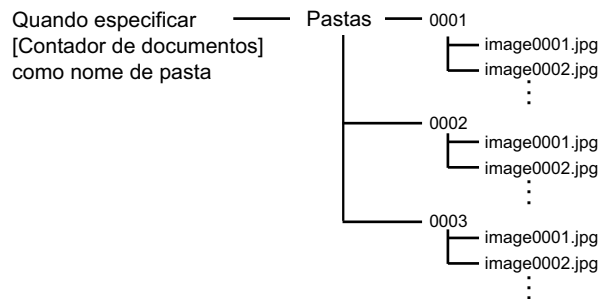 Quando especificar
[Contador de documentos]
como nome de pasta
Pastas
0001
image0001.jpg
image0002.jpg
0002
image0001.jpg
image0002.jpg
0003
image0001.jpg
image0002.jpg